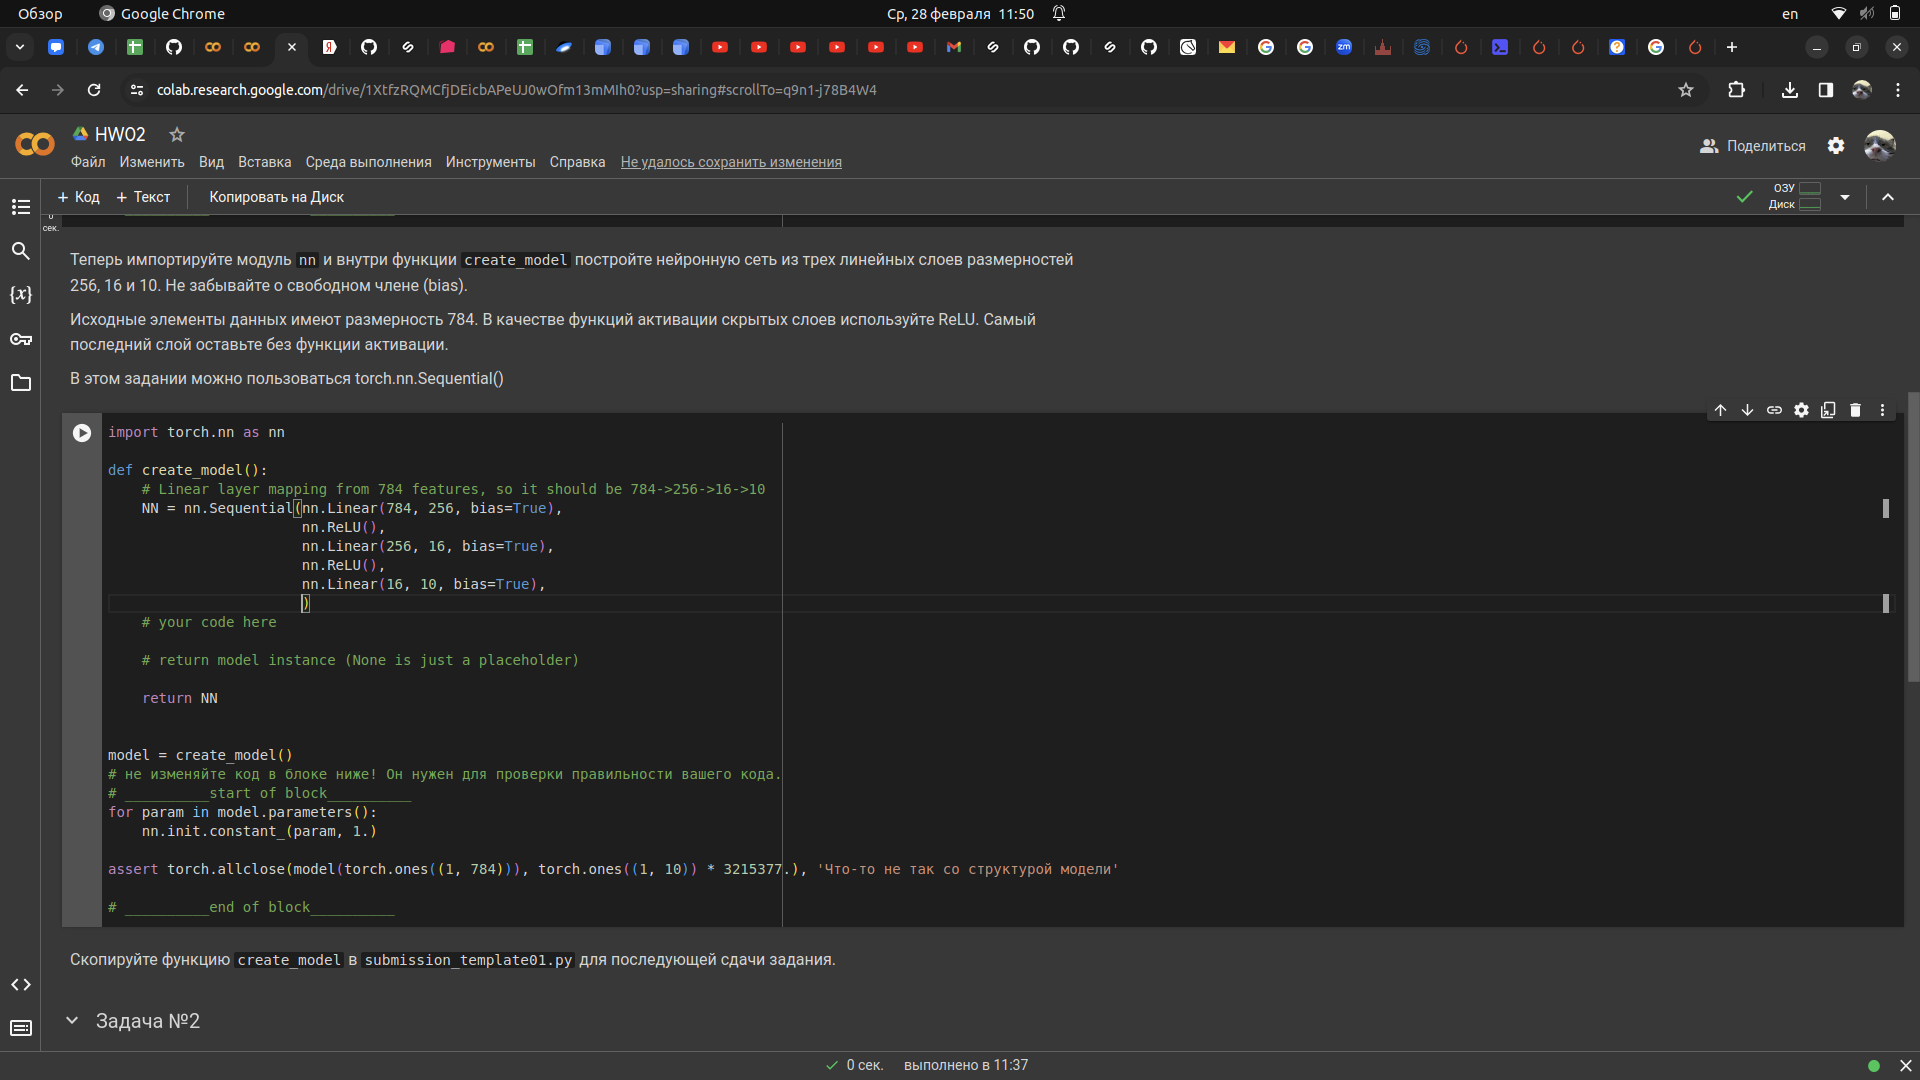 Обзор Google Chrome Ср, 28 февраля 11:50 en
colab.research.google.com/drive/1XtfzRQMCfjDEicbAPeUJ0wOfm13mMIh0?usp=sharing#scrollTo=q9n1-j78B4W4
HW02
Поделиться
Файл Изменить Вид Вставка Среда выполнения Инструменты Справка Не удалось сохранить изменения
+ Код + Текст Копировать на Диск ОЗУ
Диск
0
сек.
{x}
Теперь импортируйте модуль nn и внутри функции create_model постройте нейронную сеть из трех линейных слоев размерностей
256, 16 и 10. Не забывайте о свободном члене (bias).
Исходные элементы данных имеют размерность 784. В качестве функций активации скрытых слоев используйте ReLU. Самый
последний слой оставьте без функции активации.
В этом задании можно пользоваться torch.nn.Sequential()
import torch.nn as nn
def create_model():
# Linear layer mapping from 784 features, so it should be 784->256->16->10
NN = nn.Sequential(nn.Linear(784, 256, bias=True),
nn.ReLU(),
nn.Linear(256, 16, bias=True),
nn.ReLU(),
nn.Linear(16, 10, bias=True),
)
# your code here
# return model instance (None is just a placeholder)
return NN
model = create_model()
# не изменяйте код в блоке ниже! Он нужен для проверки правильности вашего кода.
# __________start of block__________
for param in model.parameters():
nn.init.constant_(param, 1.)
assert torch.allclose(model(torch.ones((1, 784))), torch.ones((1, 10)) * 3215377.), 'Что-то не так со структурой модели'
# __________end of block__________
Скопируйте функцию create_model в submission_template01.py для последующей сдачи задания.
Задача №2
0 сек. выполнено в 11:37